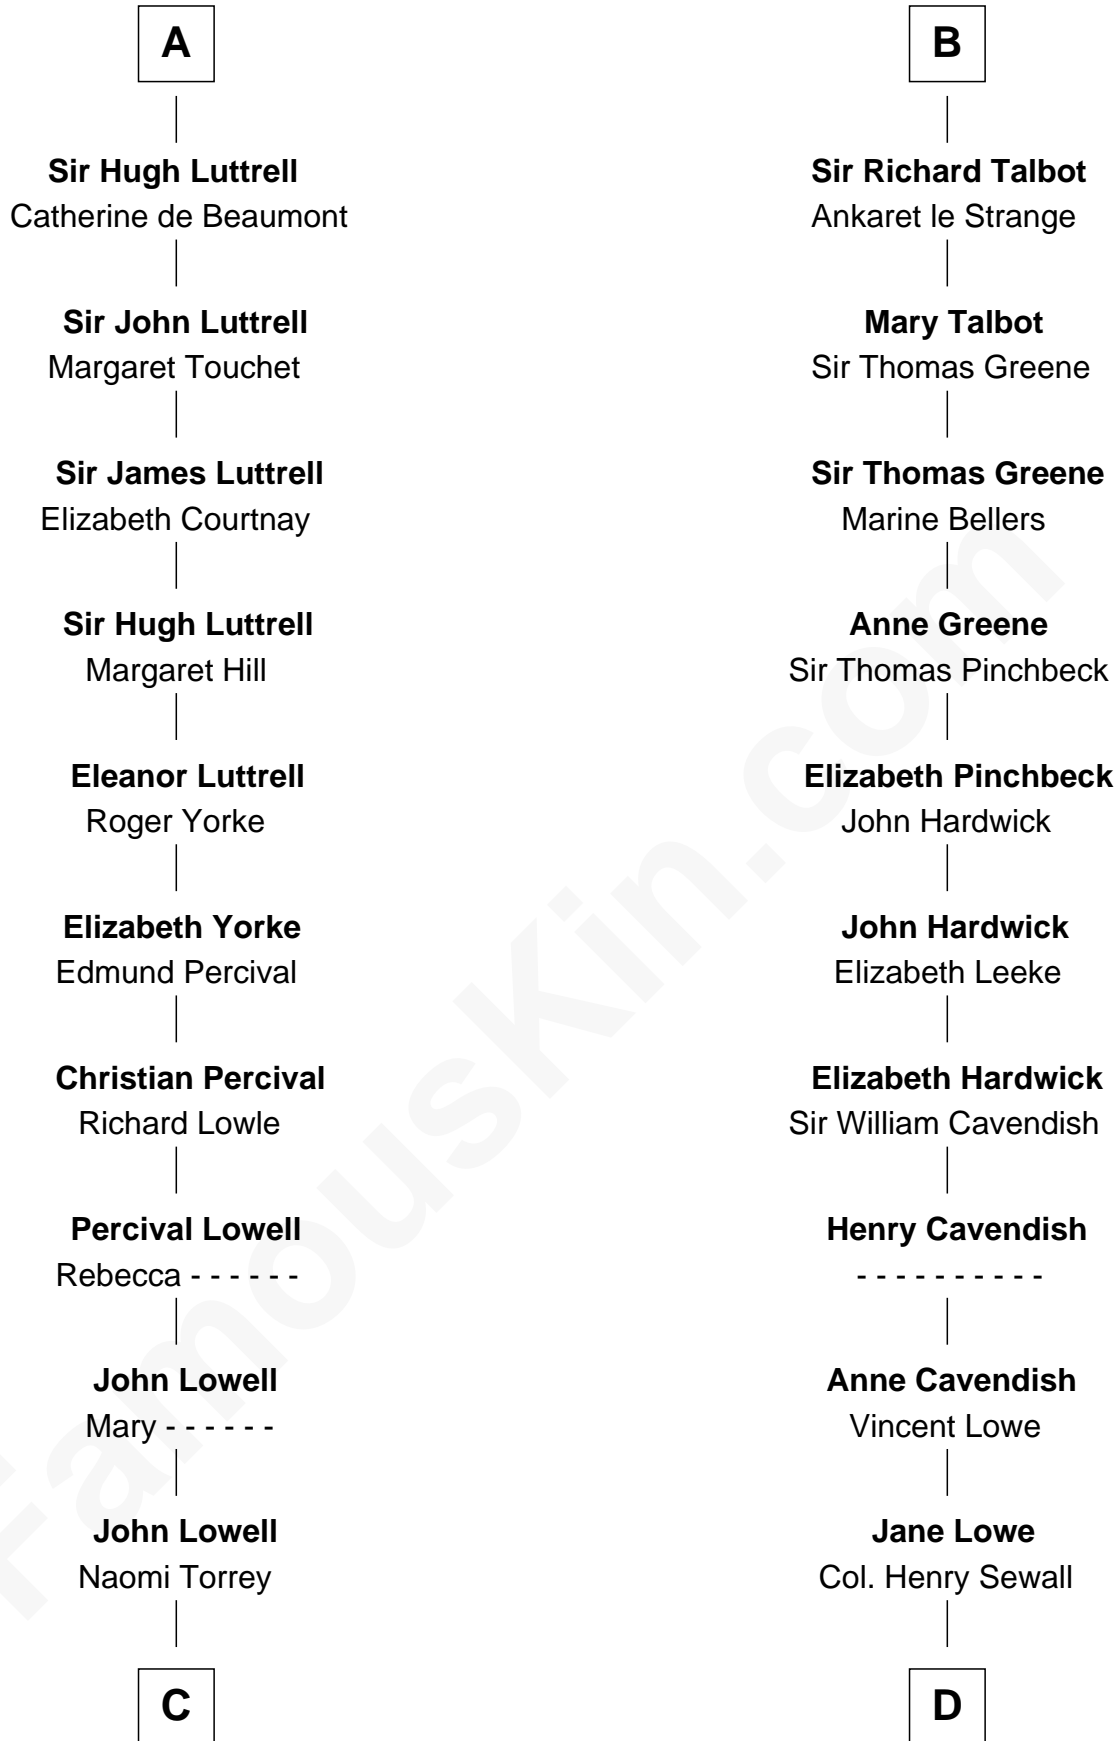 A
Sir Hugh Luttrell
Catherine de Beaumont
Sir John Luttrell
Margaret Touchet
Sir James Luttrell
Elizabeth Courtnay
Sir Hugh Luttrell
Margaret Hill
Eleanor Luttrell
Roger Yorke
Elizabeth Yorke
Edmund Percival
Christian Percival
Richard Lowle
Percival Lowell
Rebecca - - - - - -
John Lowell
Mary - - - - - -
John Lowell
Naomi Torrey
C
B
Sir Richard Talbot
Ankaret le Strange
Mary Talbot
Sir Thomas Greene
Sir Thomas Greene
Marine Bellers
Anne Greene
Sir Thomas Pinchbeck
Elizabeth Pinchbeck
John Hardwick
John Hardwick
Elizabeth Leeke
Elizabeth Hardwick
Sir William Cavendish
Henry Cavendish
- - - - - - - - - -
Anne Cavendish
Vincent Lowe
Jane Lowe
Col. Henry Sewall
D
FamousKin.com